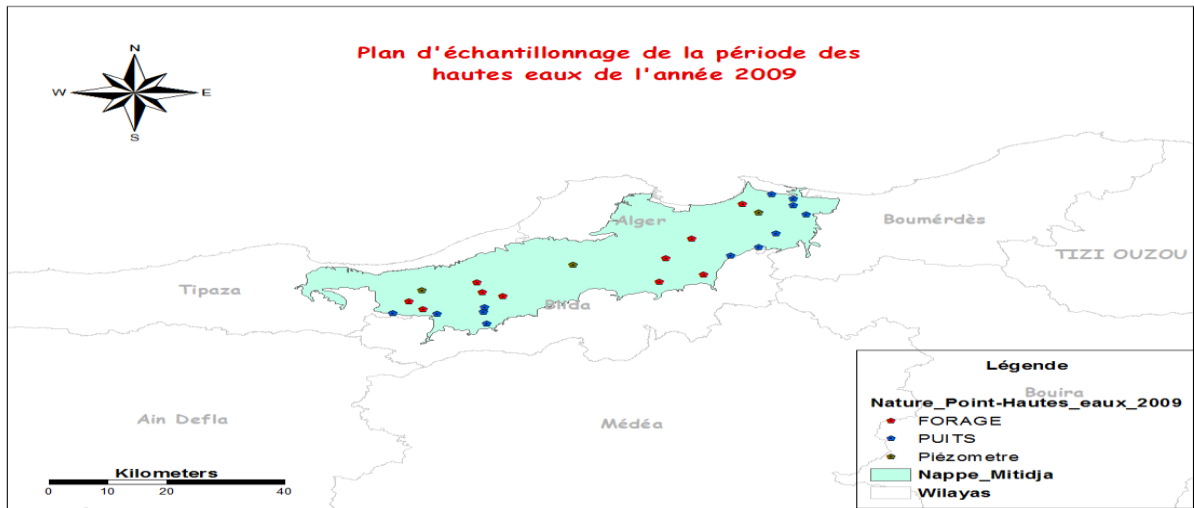 Plan d'échantillonnage de la période des
hautes eaux de l'année 2009
N
W E
S
Alger
Boumérdès
TIZI OUZOU
Tipaza
Blida
Ain Defla
Médéa
Bouira
Légende
Nature_Point-Hautes_eaux_2009
FORAGE
PUITS
Piézometre
Nappe_Mitidja
Wilayas
Kilometers
0 10 20 40